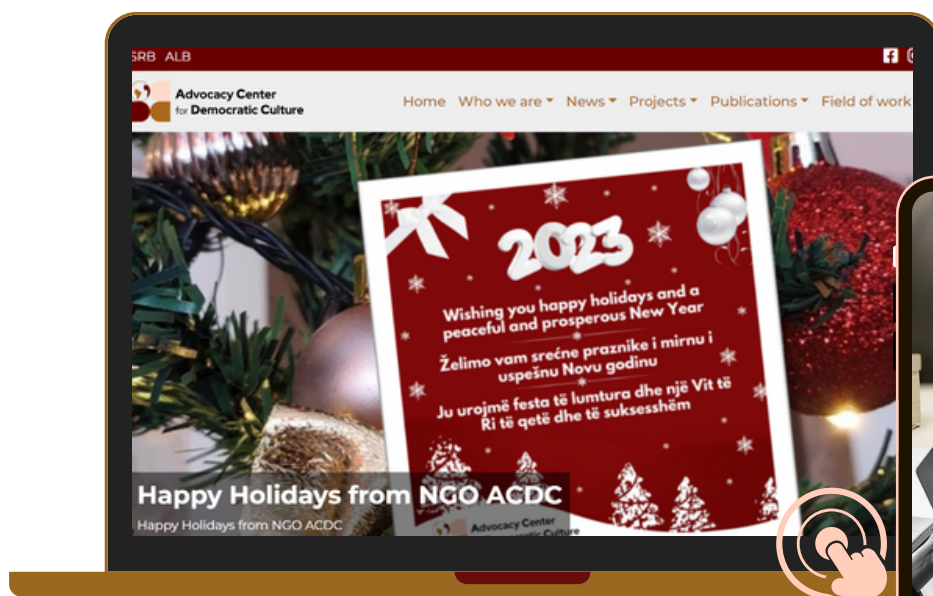 SRB ALB
Advocacy Center
for Democratic Culture
Home Who we are News Projects Publications Field of work
2023
Wishing you happy holidays and a
peaceful and prosperous New Year
Želimo vam srećne praznike i mirnu i
uspešnu Novu godinu
Ju urojmë festa të lumtura dhe një Vit të
Ri të qetë dhe të suksesshëm
Happy Holidays from NGO ACDC
Happy Holidays from NGO ACDC
Advocacy Center
Democratic Culture